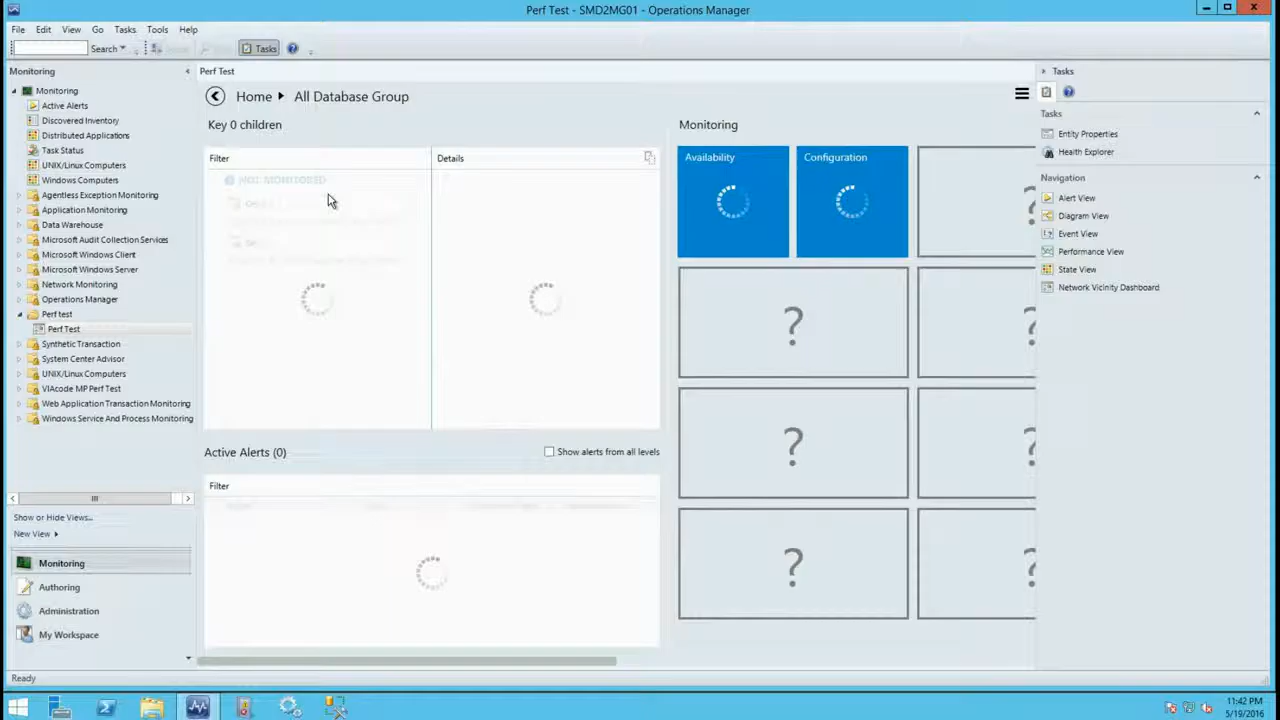 Perf Test - SMD2MG01 - Operations Manager
File Edit View Go Tasks Tools Help
Search
Tasks
Monitoring
Monitoring
Active Alerts
Discovered Inventory
Distributed Applications
Task Status
UNIX/Linux Computers
Windows Computers
Agentless Exception Monitoring
Application Monitoring
Data Warehouse
Microsoft Audit Collection Services
Microsoft Windows Client
Microsoft Windows Server
Network Monitoring
Operations Manager
Perf test
Perf Test
Synthetic Transaction
System Center Advisor
UNIX/Linux Computers
VIAcode MP Perf Test
Web Application Transaction Monitoring
Windows Service And Process Monitoring
Show or Hide Views...
New View
Monitoring
Authoring
Administration
My Workspace
Perf Test
Home All Database Group
Key 0 children
Filter
Details
NOT MONITORED
Active Alerts (0)
Show alerts from all levels
Filter
Monitoring
Availability
Configuration
?
?
?
?
?
?
?
Tasks
Tasks
Entity Properties
Health Explorer
Navigation
Alert View
Diagram View
Event View
Performance View
State View
Network Vicinity Dashboard
Ready
11:42 PM
5/19/2016